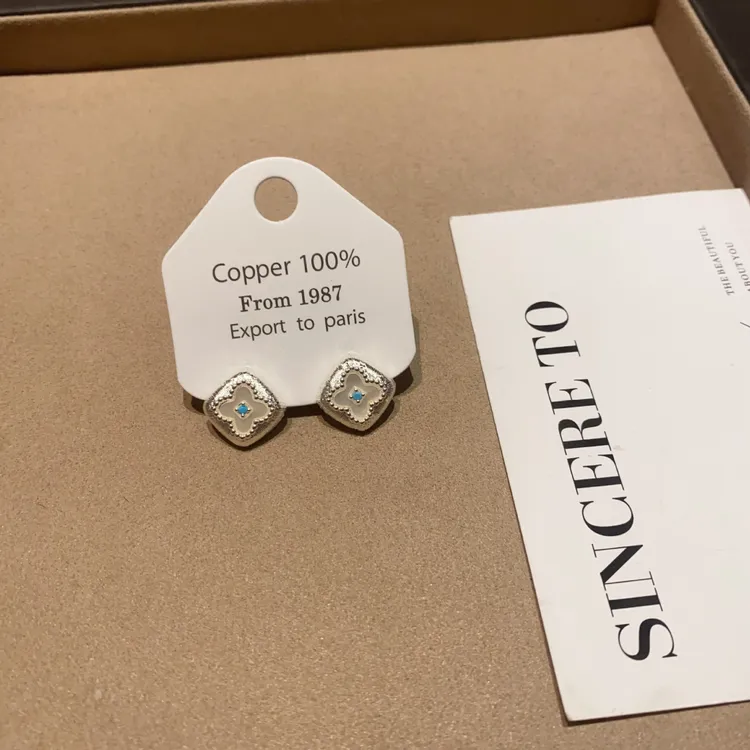 Copper 100%
From 1987
Export to paris
SINCERE TO
THE BEAUTIFUL
ABOUT YOU